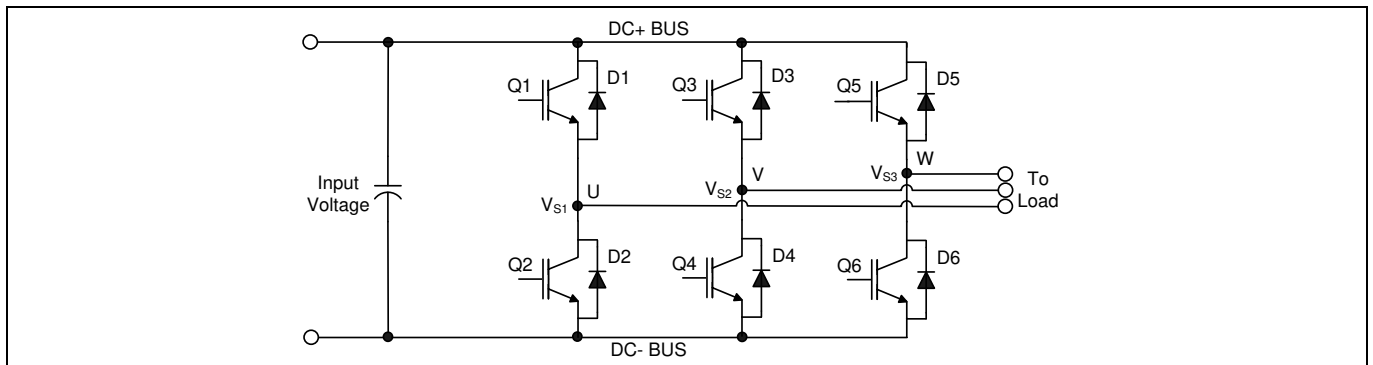 DC+ BUS
Q1
D1
Q3
D3
Q5
D5
Input
Voltage
U
VS1
V
VS2
W
VS3
To
Load
Q2
D2
Q4
D4
Q6
D6
DC- BUS